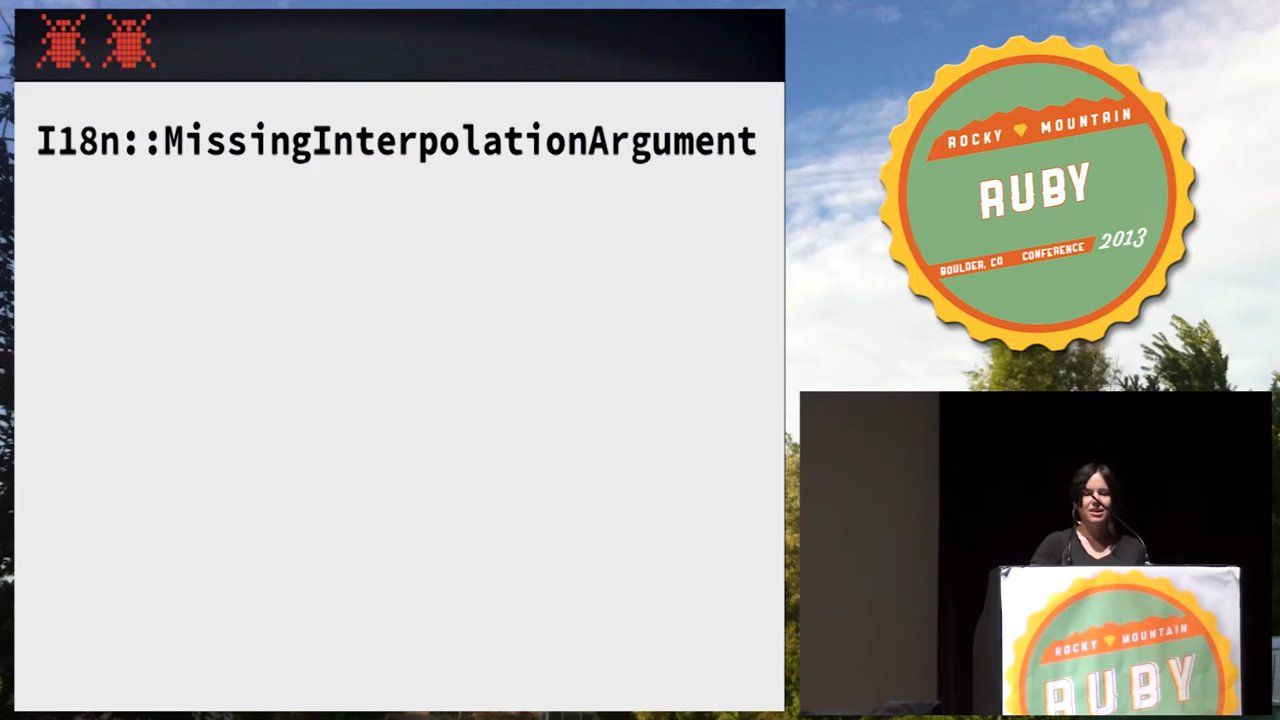 I18n::MissingInterpolationArgument
ROCKY MOUNTAIN
RUBY
BOULDER, CO CONFERENCE 2013
ROCKY MOUNTAIN
RUBY